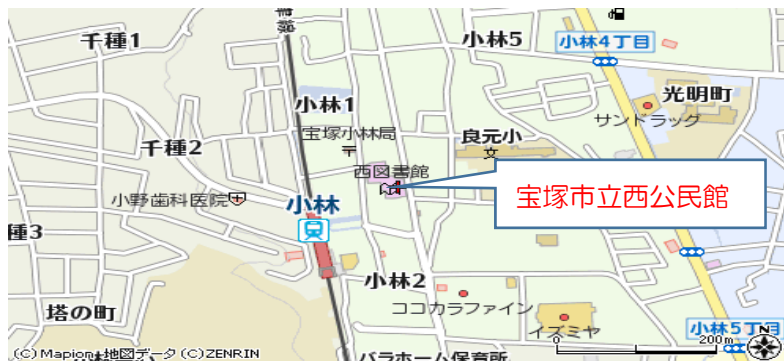 千種1
小林5
小林4丁目
光明町
小林1
サンドラッグ
宝塚小林局
良元小
文
千種2
西図書館
宝塚市立西公民館
小野歯科医院
小林
種3
小林2
ココカラファイン
塔の町
イズミヤ
小林5丁目
200m
N
(C)Mapion,地図データ(C)ZENRIN
バラホーム保育所